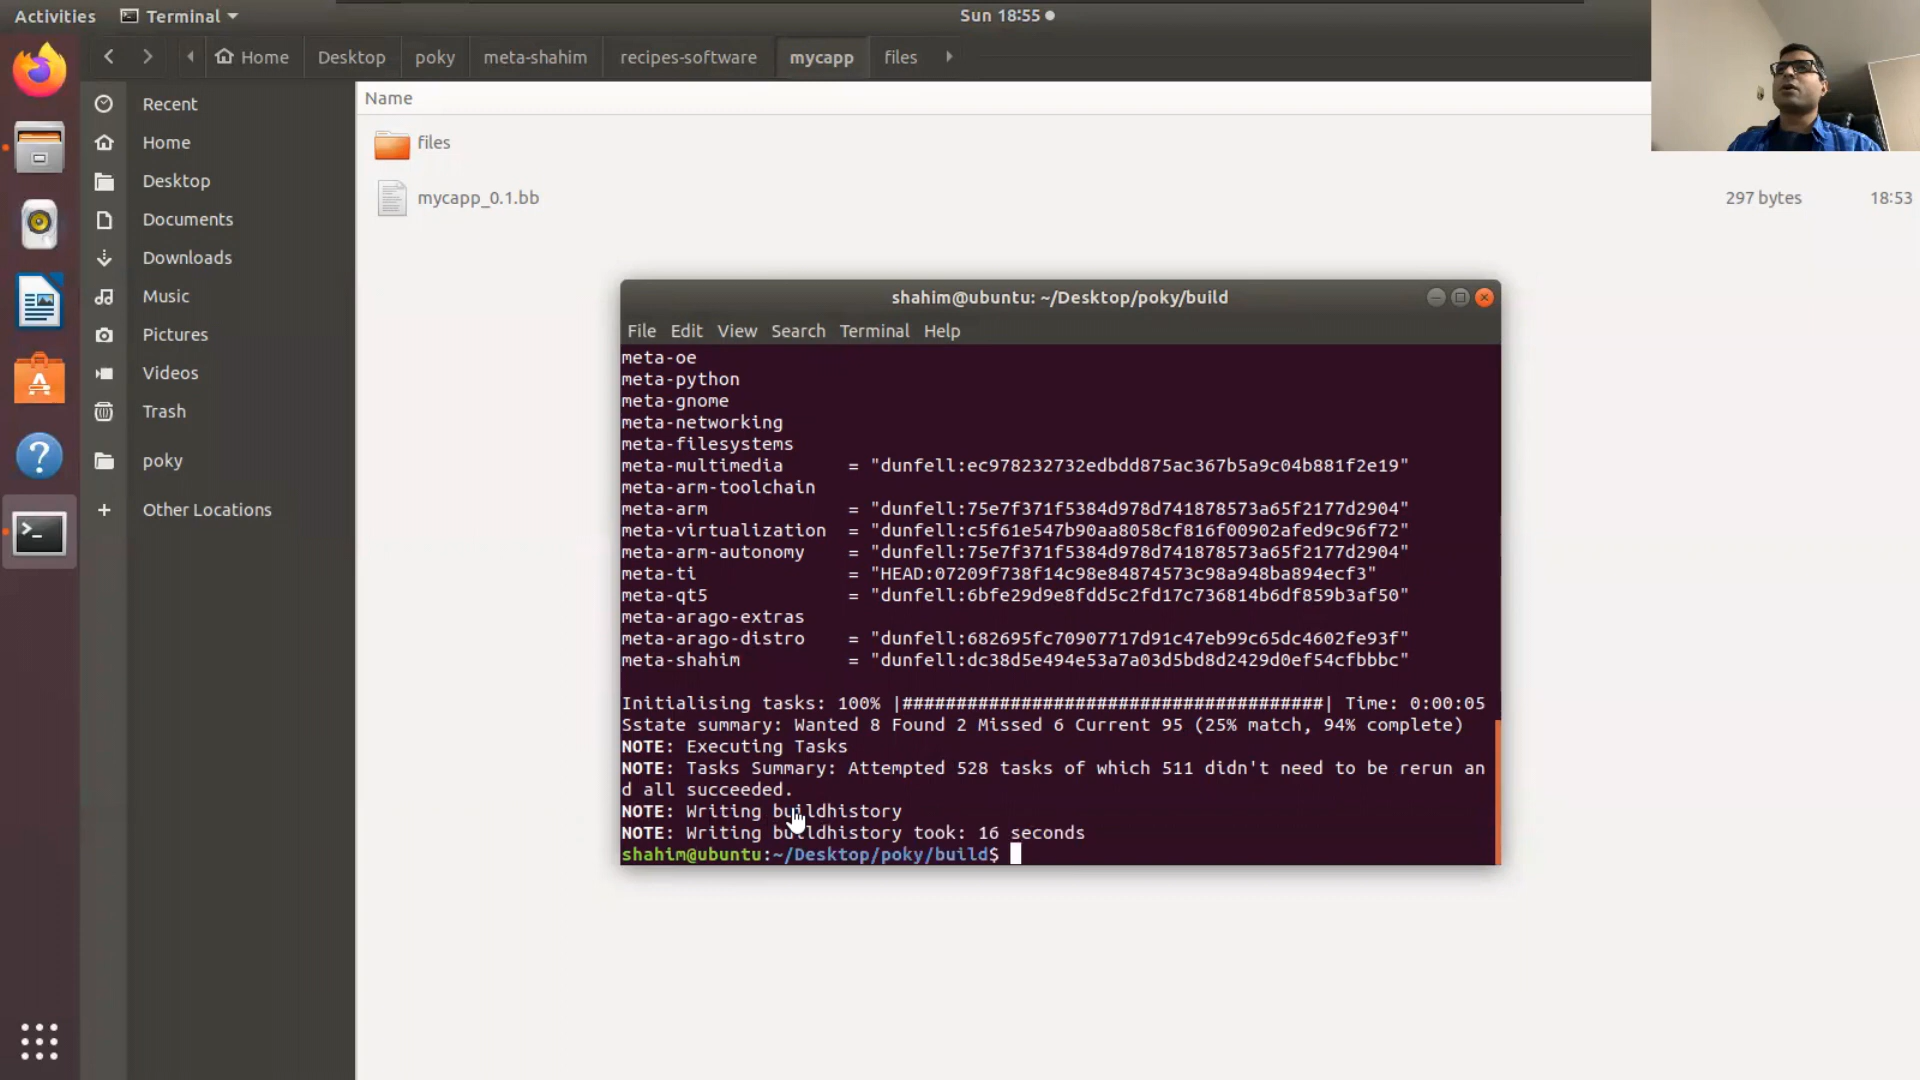 Activities Terminal Sun 18:55
Home Desktop poky meta-shahim recipes-software mycapp files
Recent
Home
Desktop
Documents
Downloads
Music
Pictures
Videos
Trash
poky
Other Locations
Name
files
mycapp_0.1.bb 297 bytes 18:53
shahim@ubuntu: ~/Desktop/poky/build
File Edit View Search Terminal Help
meta-oe
meta-python
meta-gnome
meta-networking
meta-filesystems
meta-multimedia = "dunfell:ec978232732edbdd875ac367b5a9c04b881f2e19"
meta-arm-toolchain
meta-arm = "dunfell:75e7f371f5384d978d741878573a65f2177d2904"
meta-virtualization = "dunfell:c5f61e547b90aa8058cf816f00902afed9c96f72"
meta-arm-autonomy = "dunfell:75e7f371f5384d978d741878573a65f2177d2904"
meta-ti = "HEAD:07209f738f14c98e84874573c98a948ba894ecf3"
meta-qt5 = "dunfell:6bfe29d9e8fdd5c2fd17c736814b6df859b3af50"
meta-arago-extras
meta-arago-distro = "dunfell:682695fc70907717d91c47eb99c65dc4602fe93f"
meta-shahim = "dunfell:dc38d5e494e53a7a03d5bd8d2429d0ef54cfbbbc"
Initialising tasks: 100% |#######################################| Time: 0:00:05
Sstate summary: Wanted 8 Found 2 Missed 6 Current 95 (25% match, 94% complete)
NOTE: Executing Tasks
NOTE: Tasks Summary: Attempted 528 tasks of which 511 didn't need to be rerun an
d all succeeded.
NOTE: Writing buildhistory
NOTE: Writing buildhistory took: 16 seconds
shahim@ubuntu:~/Desktop/poky/build$